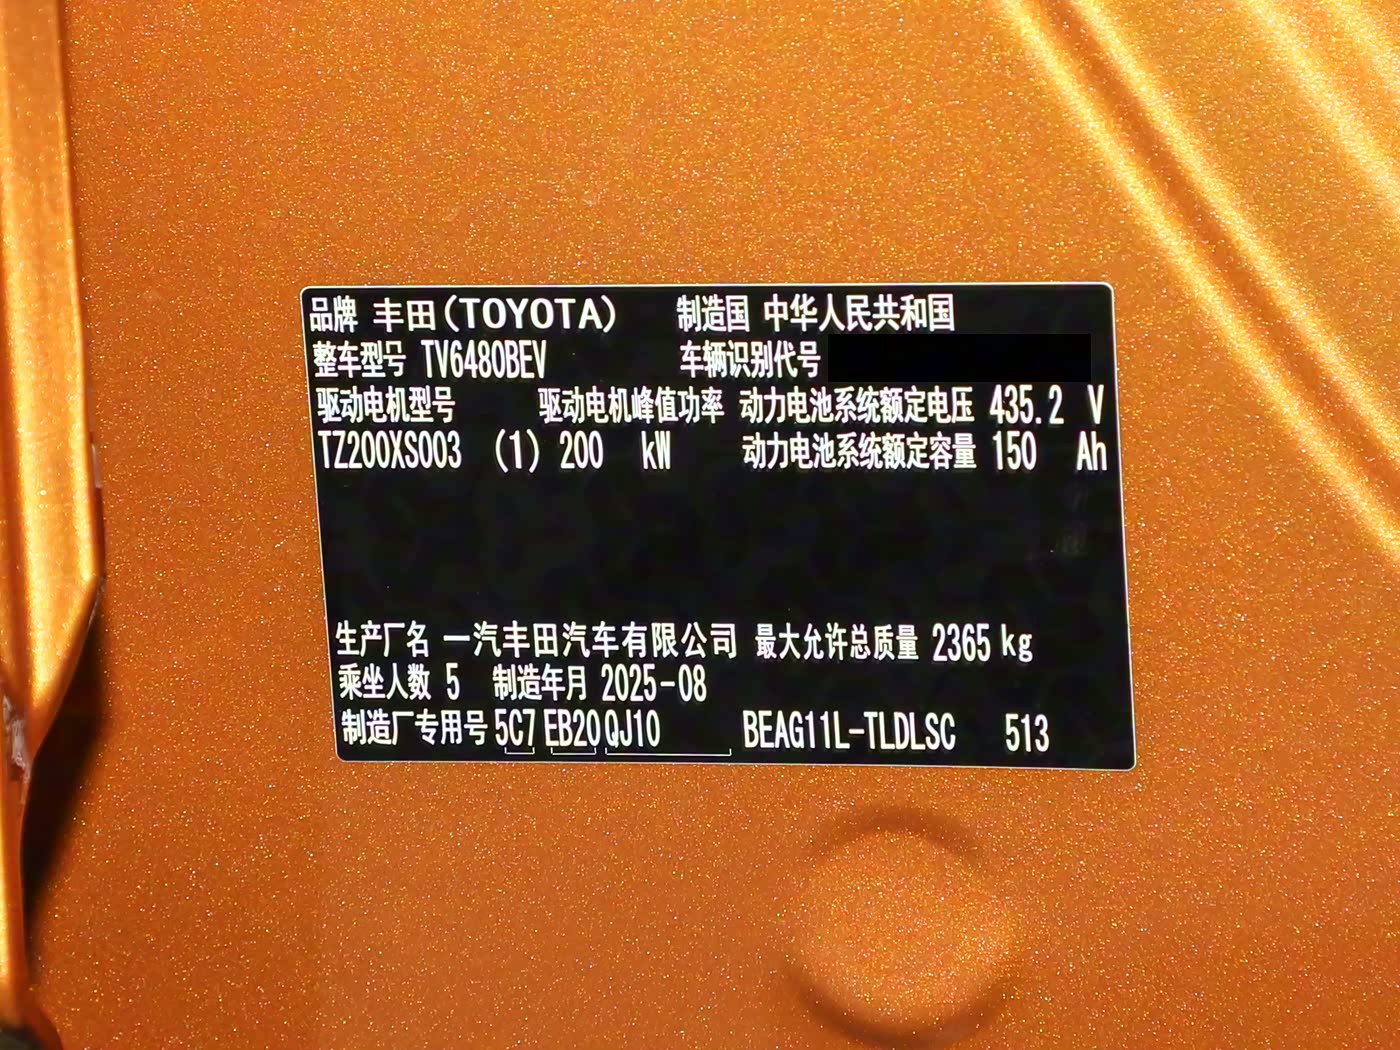 品牌 丰田(TOYOTA) 制造国 中华人民共和国
整车型号 TV6480BEV 车辆识别代号
驱动电机型号 驱动电机峰值功率 动力电池系统额定电压 435.2 V
TZ200XS003 (1) 200 kW 动力电池系统额定容量 150 Ah
生产厂名 一汽丰田汽车有限公司 最大允许总质量 2365 kg
乘坐人数 5 制造年月 2025-08
制造厂专用号 5C7 EB20 QJ10 BEAG11L-TLDLSC 513